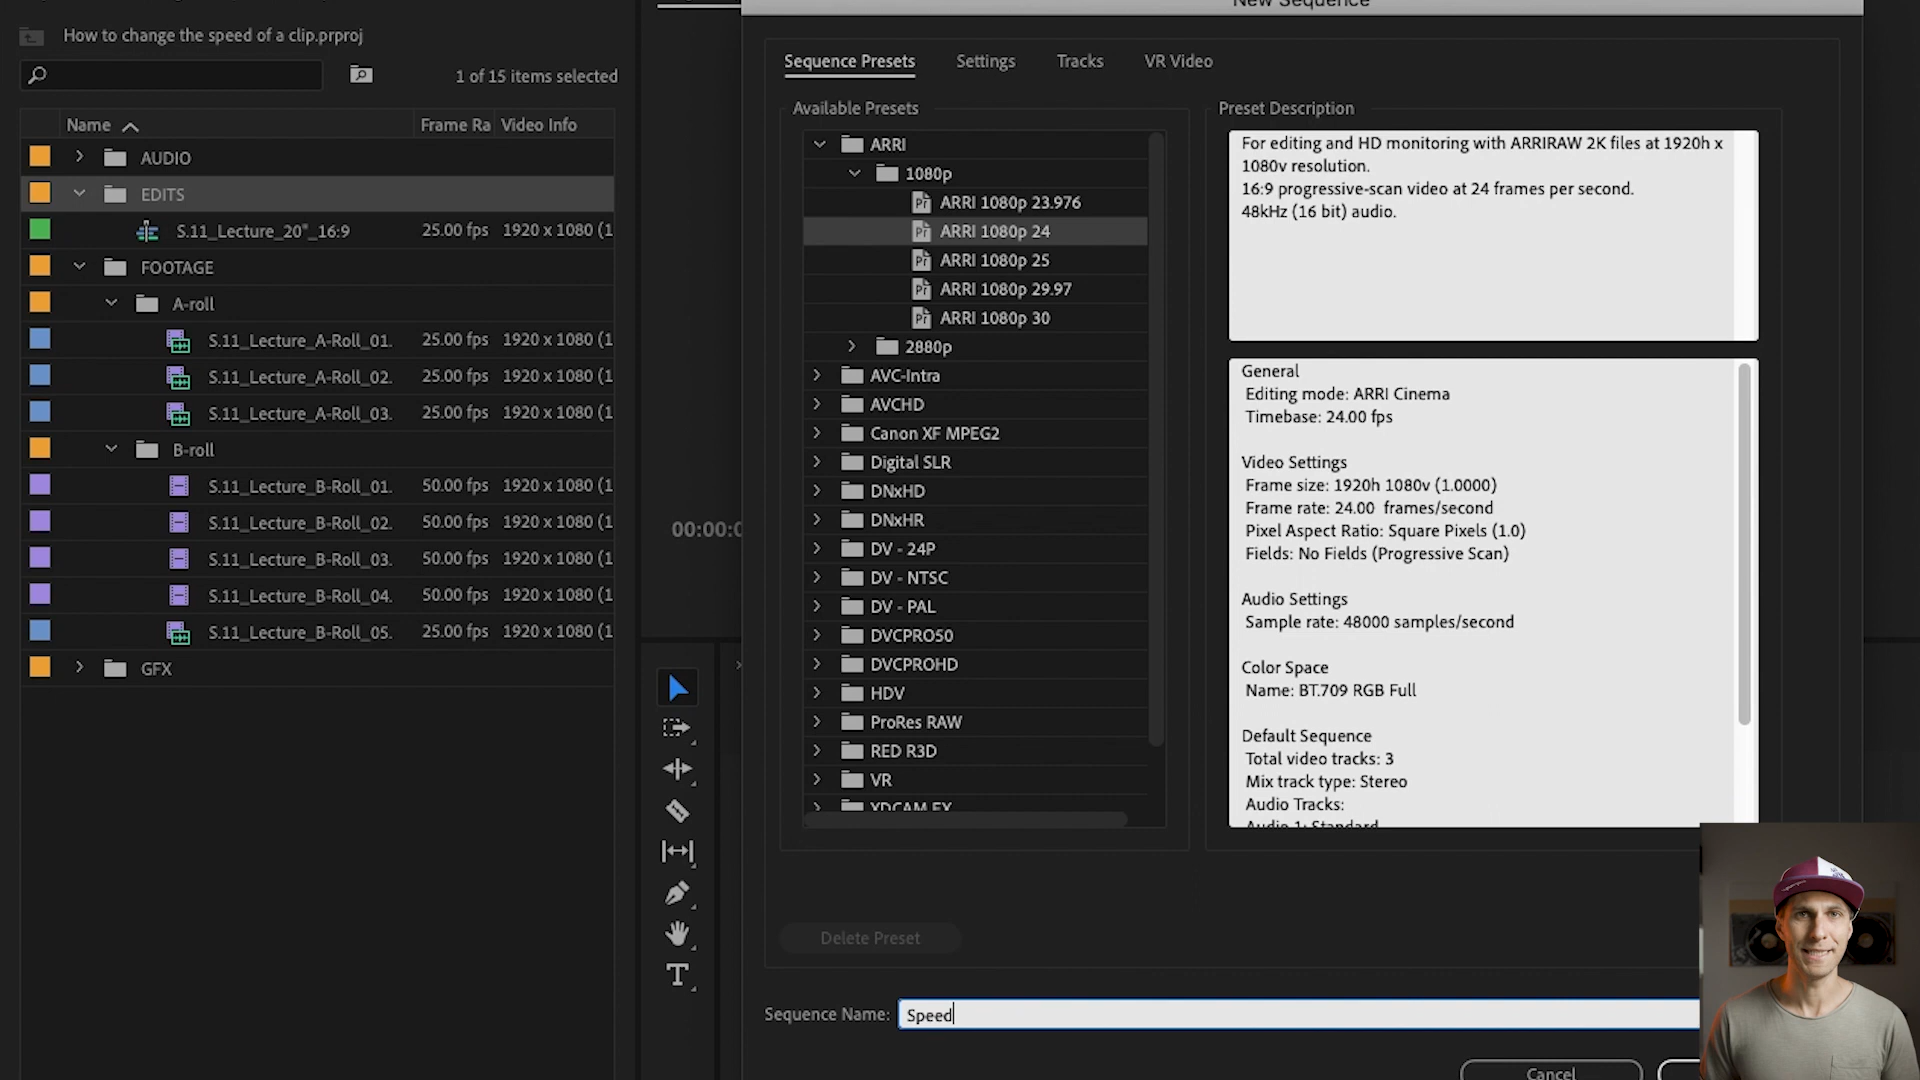 New Sequence
How to change the speed of a clip.prproj
1 of 15 items selected
Name
Frame Ra
Video Info
AUDIO
EDITS
S.11_Lecture_20"_16:9 25.00 fps 1920 x 1080 (1
FOOTAGE
A-roll
S.11_Lecture_A-Roll_01. 25.00 fps 1920 x 1080 (1
S.11_Lecture_A-Roll_02. 25.00 fps 1920 x 1080 (1
S.11_Lecture_A-Roll_03. 25.00 fps 1920 x 1080 (1
B-roll
S.11_Lecture_B-Roll_01. 50.00 fps 1920 x 1080 (1
S.11_Lecture_B-Roll_02. 50.00 fps 1920 x 1080 (1
S.11_Lecture_B-Roll_03. 50.00 fps 1920 x 1080 (1
S.11_Lecture_B-Roll_04. 50.00 fps 1920 x 1080 (1
S.11_Lecture_B-Roll_05. 25.00 fps 1920 x 1080 (1
GFX
00:00:0
Sequence Presets
Settings
Tracks
VR Video
Available Presets
ARRI
1080p
ARRI 1080p 23.976
ARRI 1080p 24
ARRI 1080p 25
ARRI 1080p 29.97
ARRI 1080p 30
2880p
AVC-Intra
AVCHD
Canon XF MPEG2
Digital SLR
DNxHD
DNxHR
DV - 24P
DV - NTSC
DV - PAL
DVCPRO50
DVCPROHD
HDV
ProRes RAW
RED R3D
VR
XDCAM EX
Delete Preset
Preset Description
For editing and HD monitoring with ARRIRAW 2K files at 1920h x
1080v resolution.
16:9 progressive-scan video at 24 frames per second.
48kHz (16 bit) audio.
General
Editing mode: ARRI Cinema
Timebase: 24.00 fps
Video Settings
Frame size: 1920h 1080v (1.0000)
Frame rate: 24.00 frames/second
Pixel Aspect Ratio: Square Pixels (1.0)
Fields: No Fields (Progressive Scan)
Audio Settings
Sample rate: 48000 samples/second
Color Space
Name: BT.709 RGB Full
Default Sequence
Total video tracks: 3
Mix track type: Stereo
Audio Tracks:
Audio 1: Standard
Sequence Name: Speed
Cancel